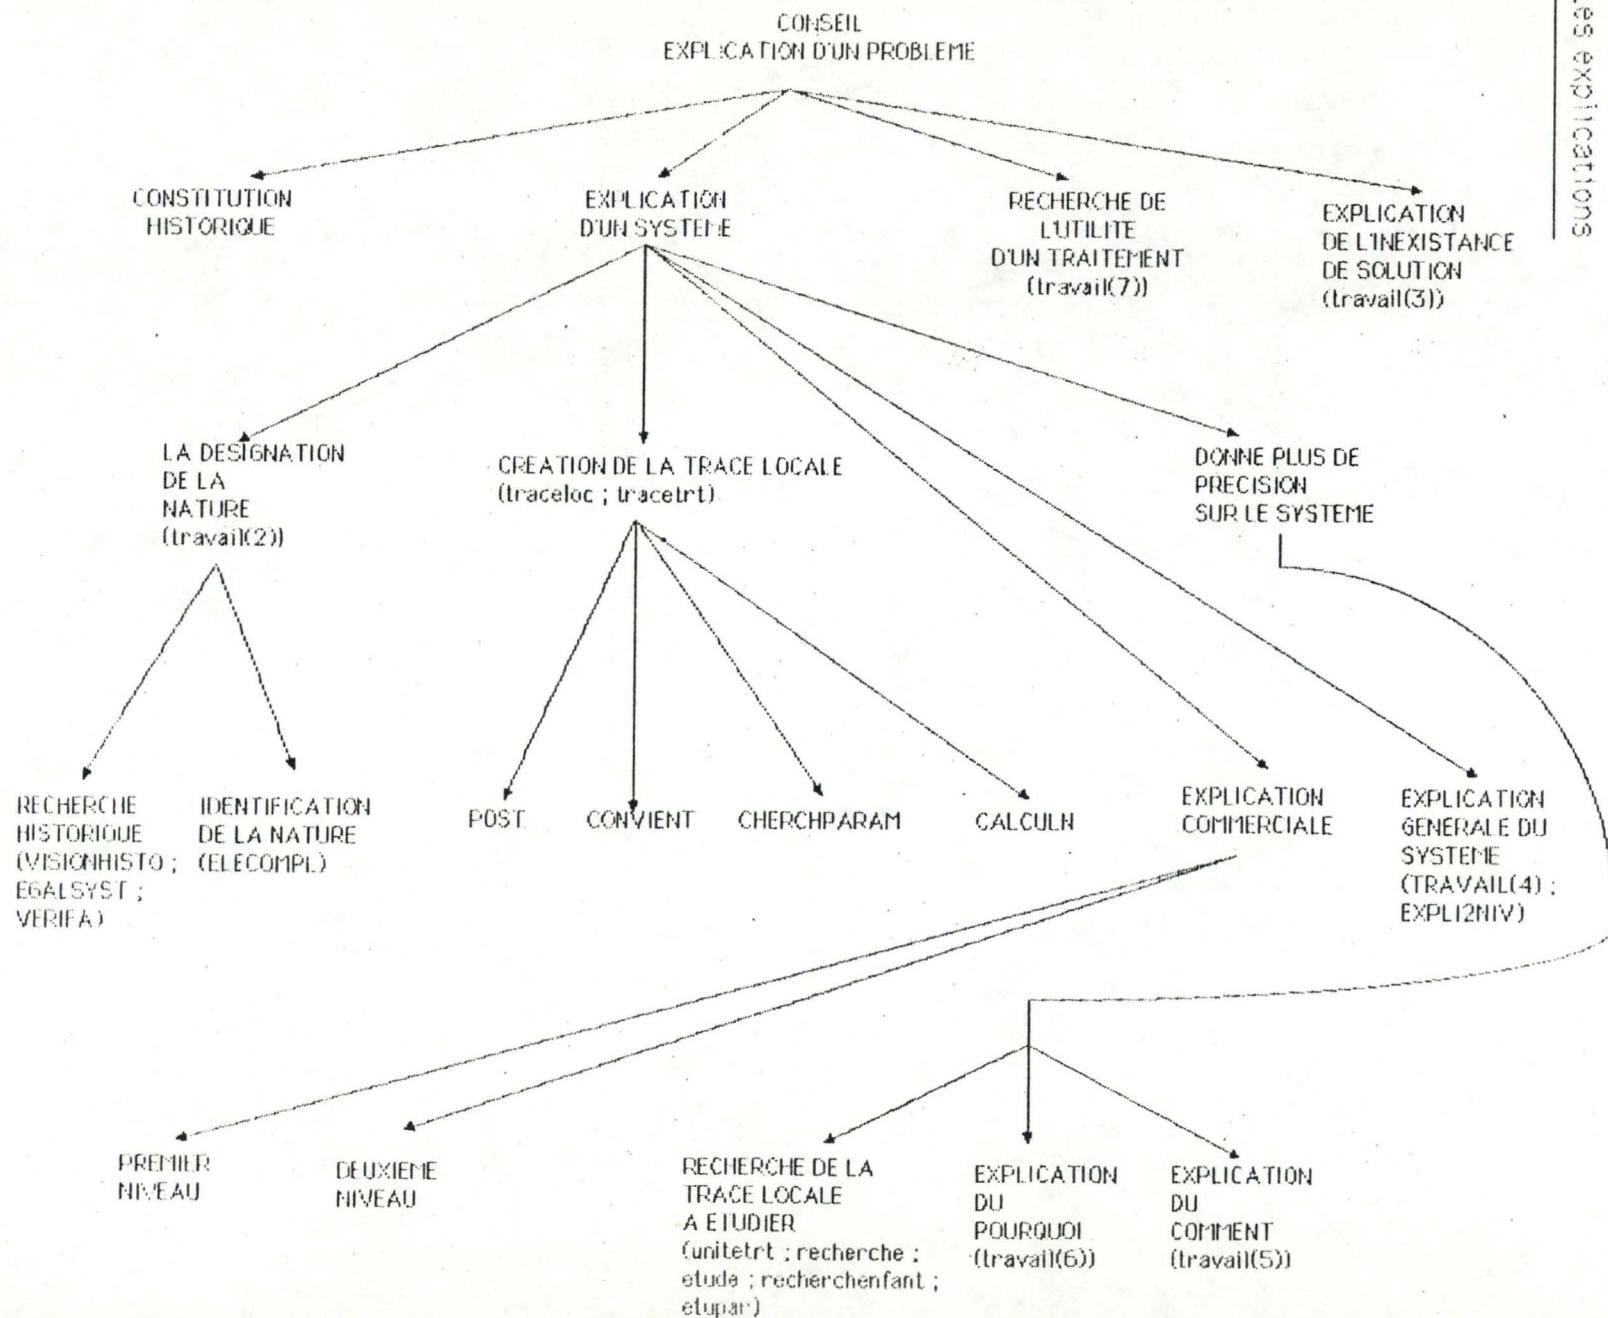 CONSEIL
EXPLICATION D'UN PROBLEME
es explications
CONSTITUTION
HISTORIQUE
EXPLICATION
D'UN SYSTEME
RECHERCHE DE
L'UTILITE
D'UN TRAITEMENT
(travail(7))
EXPLICATION
DE L'INEXISTANCE
DE SOLUTION
(travail(3))
LA DESIGNATION
DE LA
NATURE
(travail(2))
CREATION DE LA TRACE LOCALE
(traceloc ; tracetrt)
DONNE PLUS DE
PRECISION
SUR LE SYSTEME
RECHERCHE
HISTORIQUE
(VISIONHISTO ;
EGALSYST ;
VERIFA)
IDENTIFICATION
DE LA NATURE
(ELECOMPL)
POST
CONVIENT
CHERCHPARAM
CALCULN
EXPLICATION
COMMERCIALE
EXPLICATION
GENERALE DU
SYSTEME
(TRAVAIL(4) ;
EXPLI2NIV)
PREMIER
NIVEAU
DEUXIEME
NIVEAU
RECHERCHE DE LA
TRACE LOCALE
A ETUDIER
(unitetrt ; recherche ;
etude ; recherchenfant ;
etupar)
EXPLICATION
DU
POURQUOI
(travail(6))
EXPLICATION
DU
COMMENT
(travail(5))